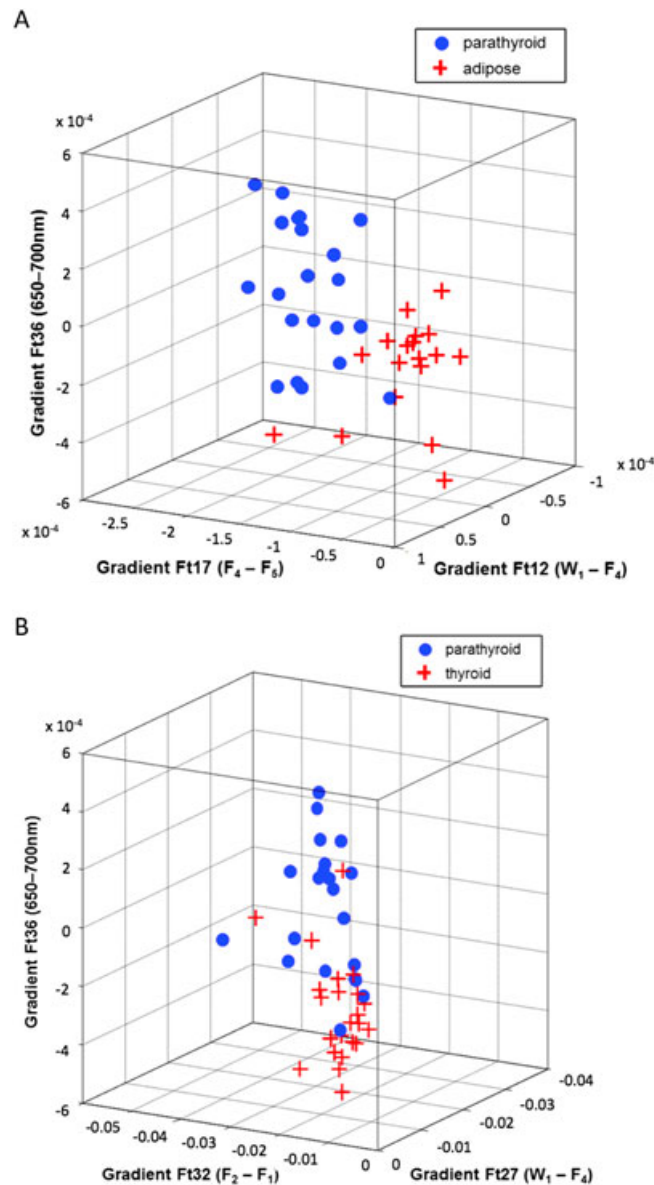 A
parathyroid
adipose
x 10⁻⁴
6
4
2
0
-2
-4
-6
Gradient Ft36 (650–700nm)
x 10⁻⁴
-2.5
-2
-1.5
-1
-0.5
0
Gradient Ft17 (F₄ – F₅)
1
0.5
0
-0.5
-1
x 10⁻⁴
Gradient Ft12 (W₁ – F₄)
B
parathyroid
thyroid
x 10⁻⁴
6
4
2
0
-2
-4
-6
Gradient Ft36 (650–700nm)
-0.05
-0.04
-0.03
-0.02
-0.01
0
Gradient Ft32 (F₂ – F₁)
0
-0.01
-0.02
-0.03
-0.04
Gradient Ft27 (W₁ – F₄)